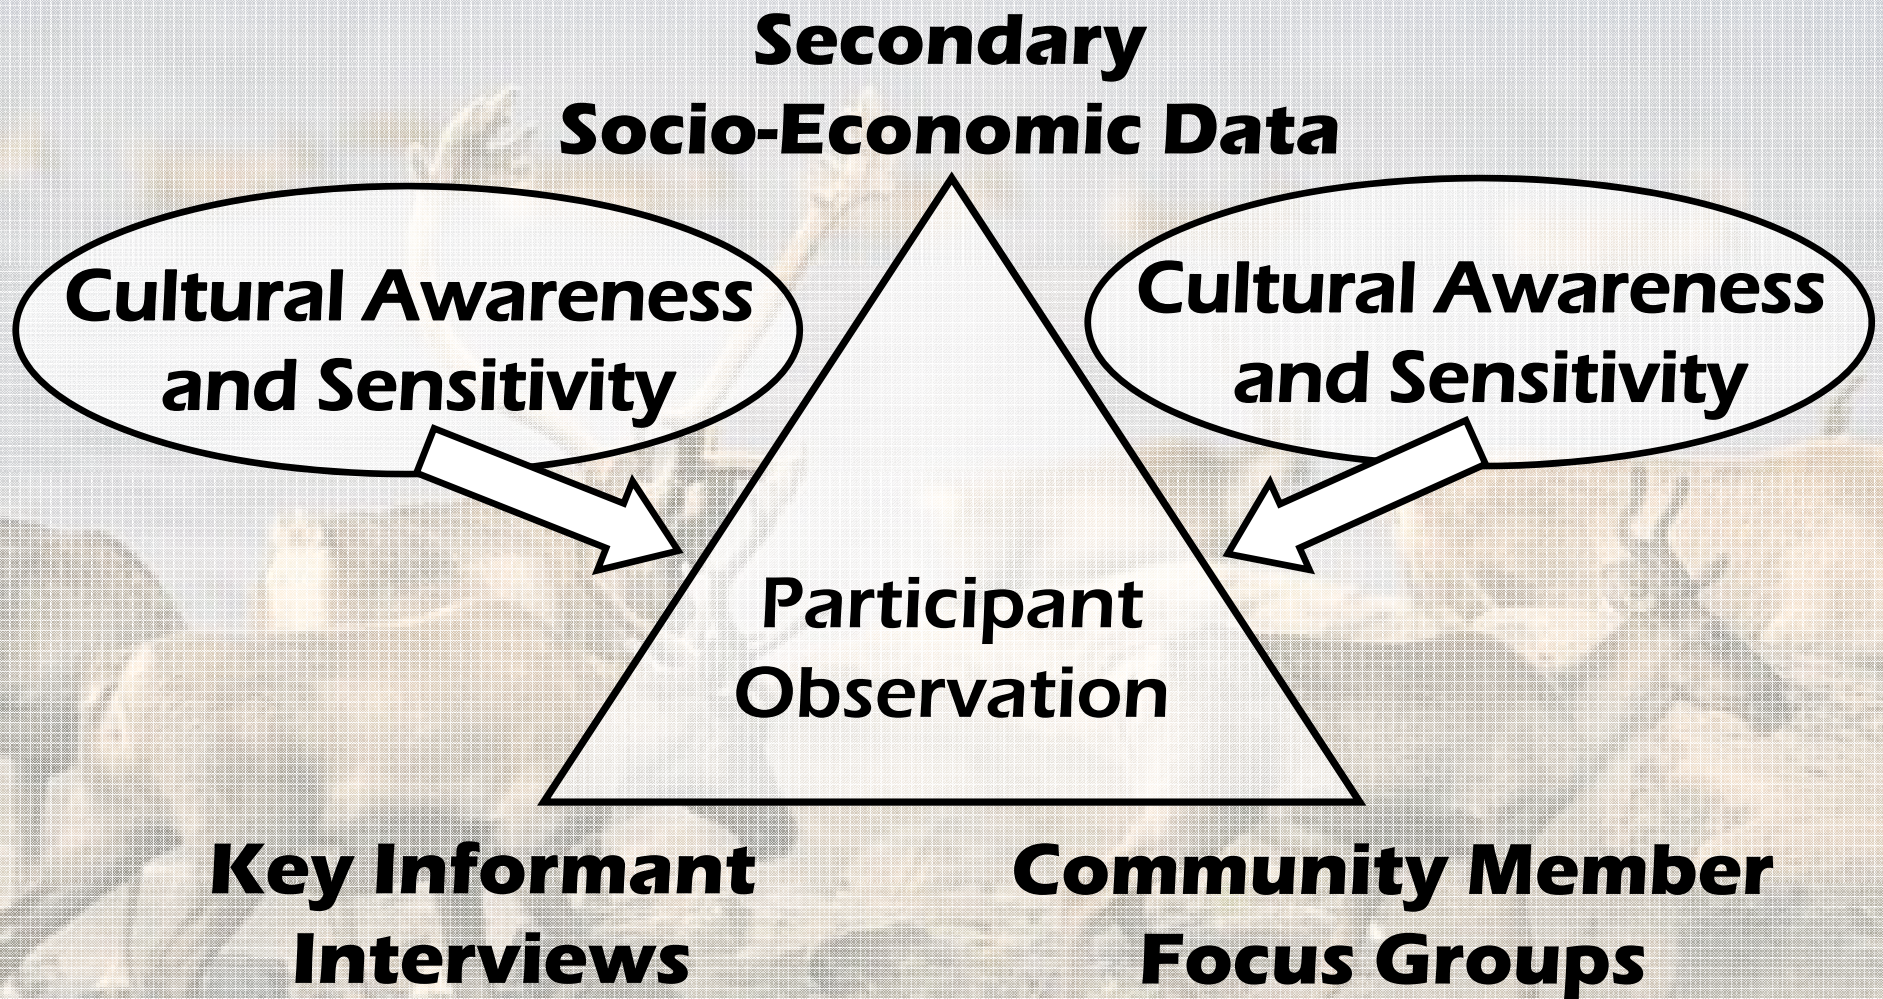 Secondary
Socio-Economic Data
Cultural Awareness
and Sensitivity
Cultural Awareness
and Sensitivity
Participant
Observation
Key Informant
Interviews
Community Member
Focus Groups